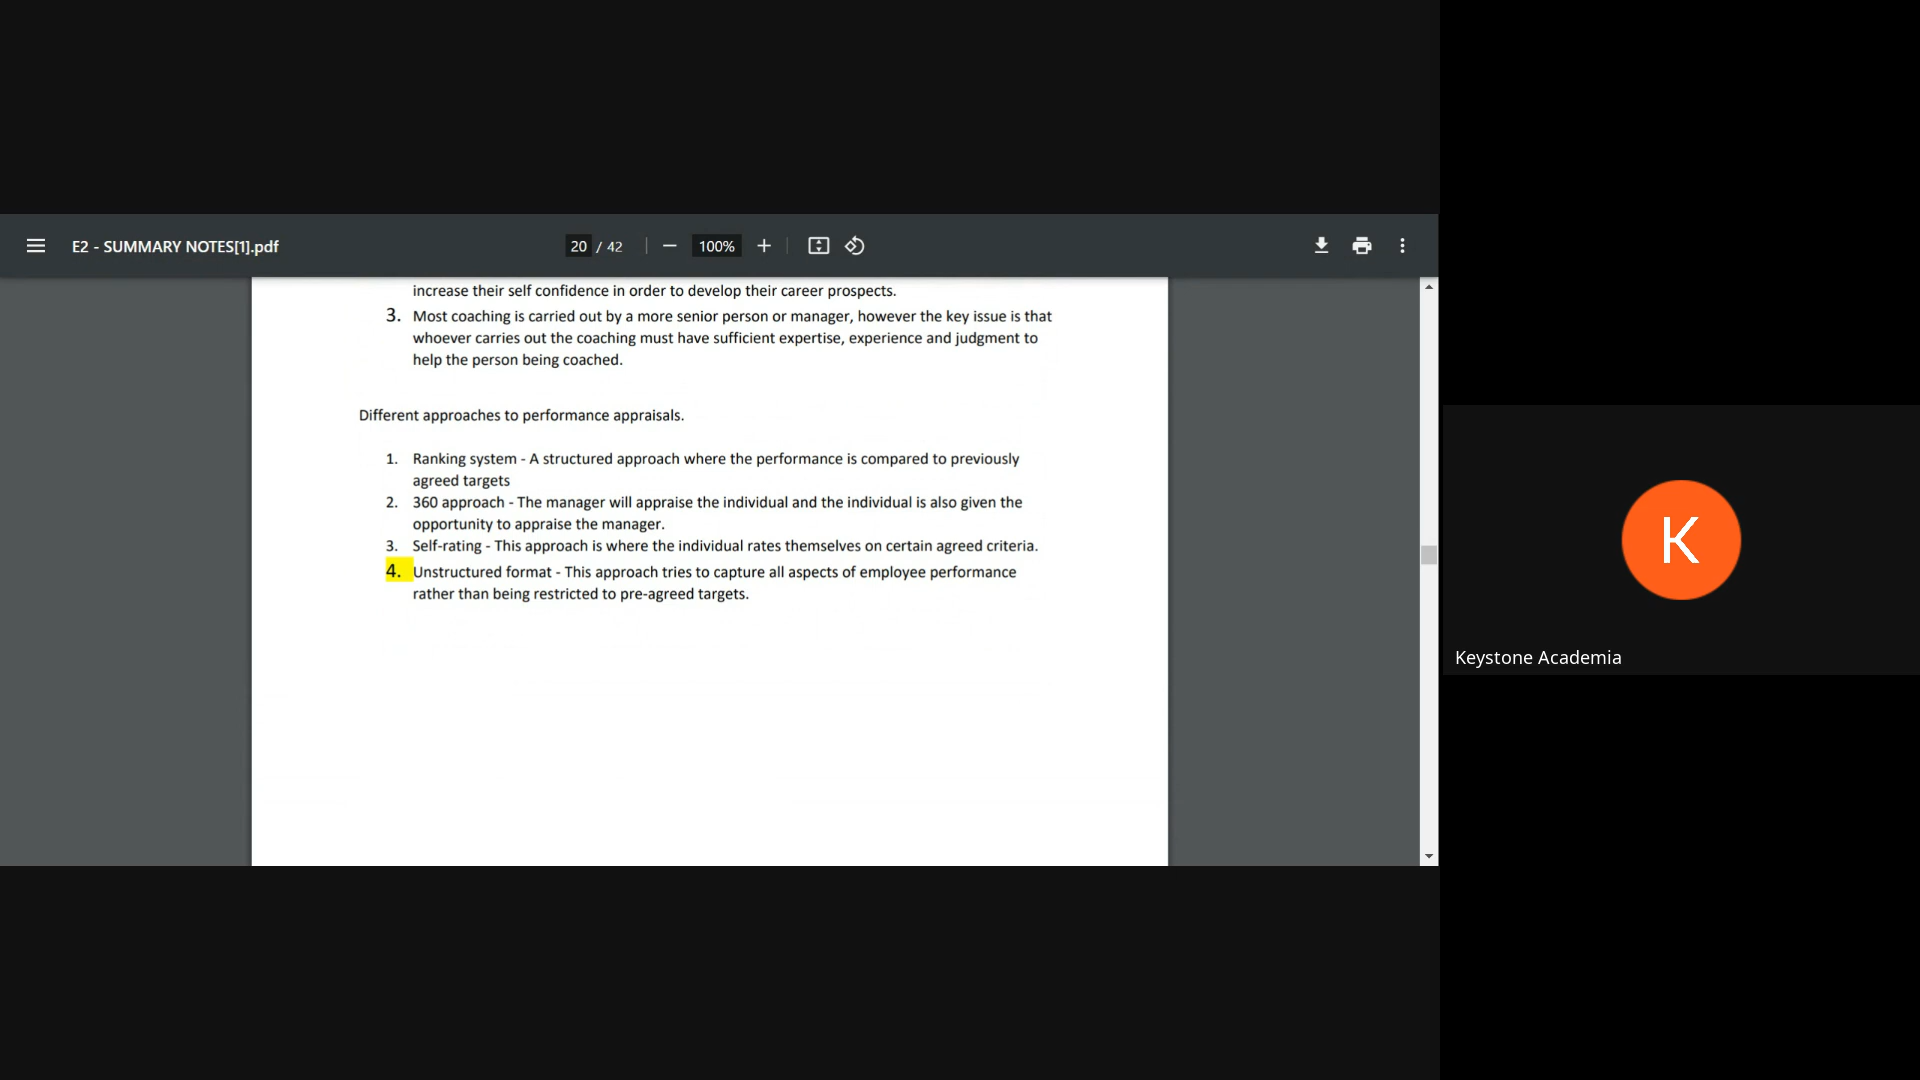 E2 - SUMMARY NOTES[1].pdf
20 / 42
100%
increase their self confidence in order to develop their career prospects.
3. Most coaching is carried out by a more senior person or manager, however the key issue is that
whoever carries out the coaching must have sufficient expertise, experience and judgment to
help the person being coached.
Different approaches to performance appraisals.
1. Ranking system - A structured approach where the performance is compared to previously
agreed targets
2. 360 approach - The manager will appraise the individual and the individual is also given the
opportunity to appraise the manager.
3. Self-rating - This approach is where the individual rates themselves on certain agreed criteria.
4. Unstructured format - This approach tries to capture all aspects of employee performance
rather than being restricted to pre-agreed targets.
K
Keystone Academia